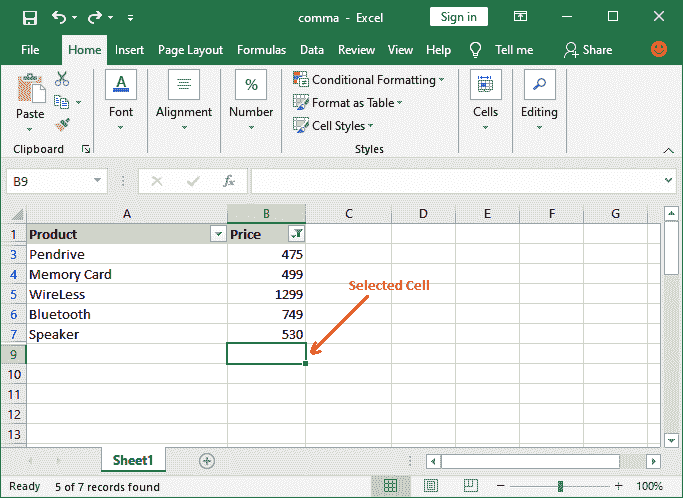 comma - Excel
Sign in
File Home Insert Page Layout Formulas Data Review View Help Tell me Share
Paste
Clipboard
Font
Alignment
%
Number
Conditional Formatting
Format as Table
Cell Styles
Styles
Cells
Editing
B9
fx
A B C D E F G
1 Product Price
3 Pendrive 475
4 Memory Card 499
5 WireLess 1299
6 Bluetooth 749
7 Speaker 530
Selected Cell
9
10
11
12
13
Sheet1
Ready 5 of 7 records found 100%